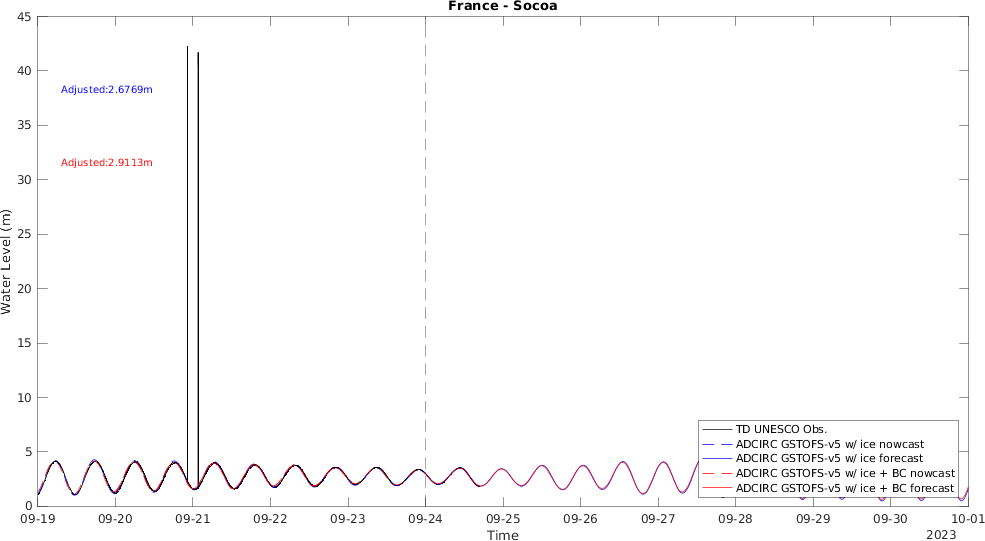 France - Socoa
45
40
35
30
25
20
15
10
5
0
Water Level (m)
Adjusted:2.6769m
Adjusted:2.9113m
TD UNESCO Obs.
ADCIRC GSTOFS-v5 w/ ice nowcast
ADCIRC GSTOFS-v5 w/ ice forecast
ADCIRC GSTOFS-v5 w/ ice + BC nowcast
ADCIRC GSTOFS-v5 w/ ice + BC forecast
09-19 09-20 09-21 09-22 09-23 09-24 09-25 09-26 09-27 09-28 09-29 09-30 10-01
Time
2023